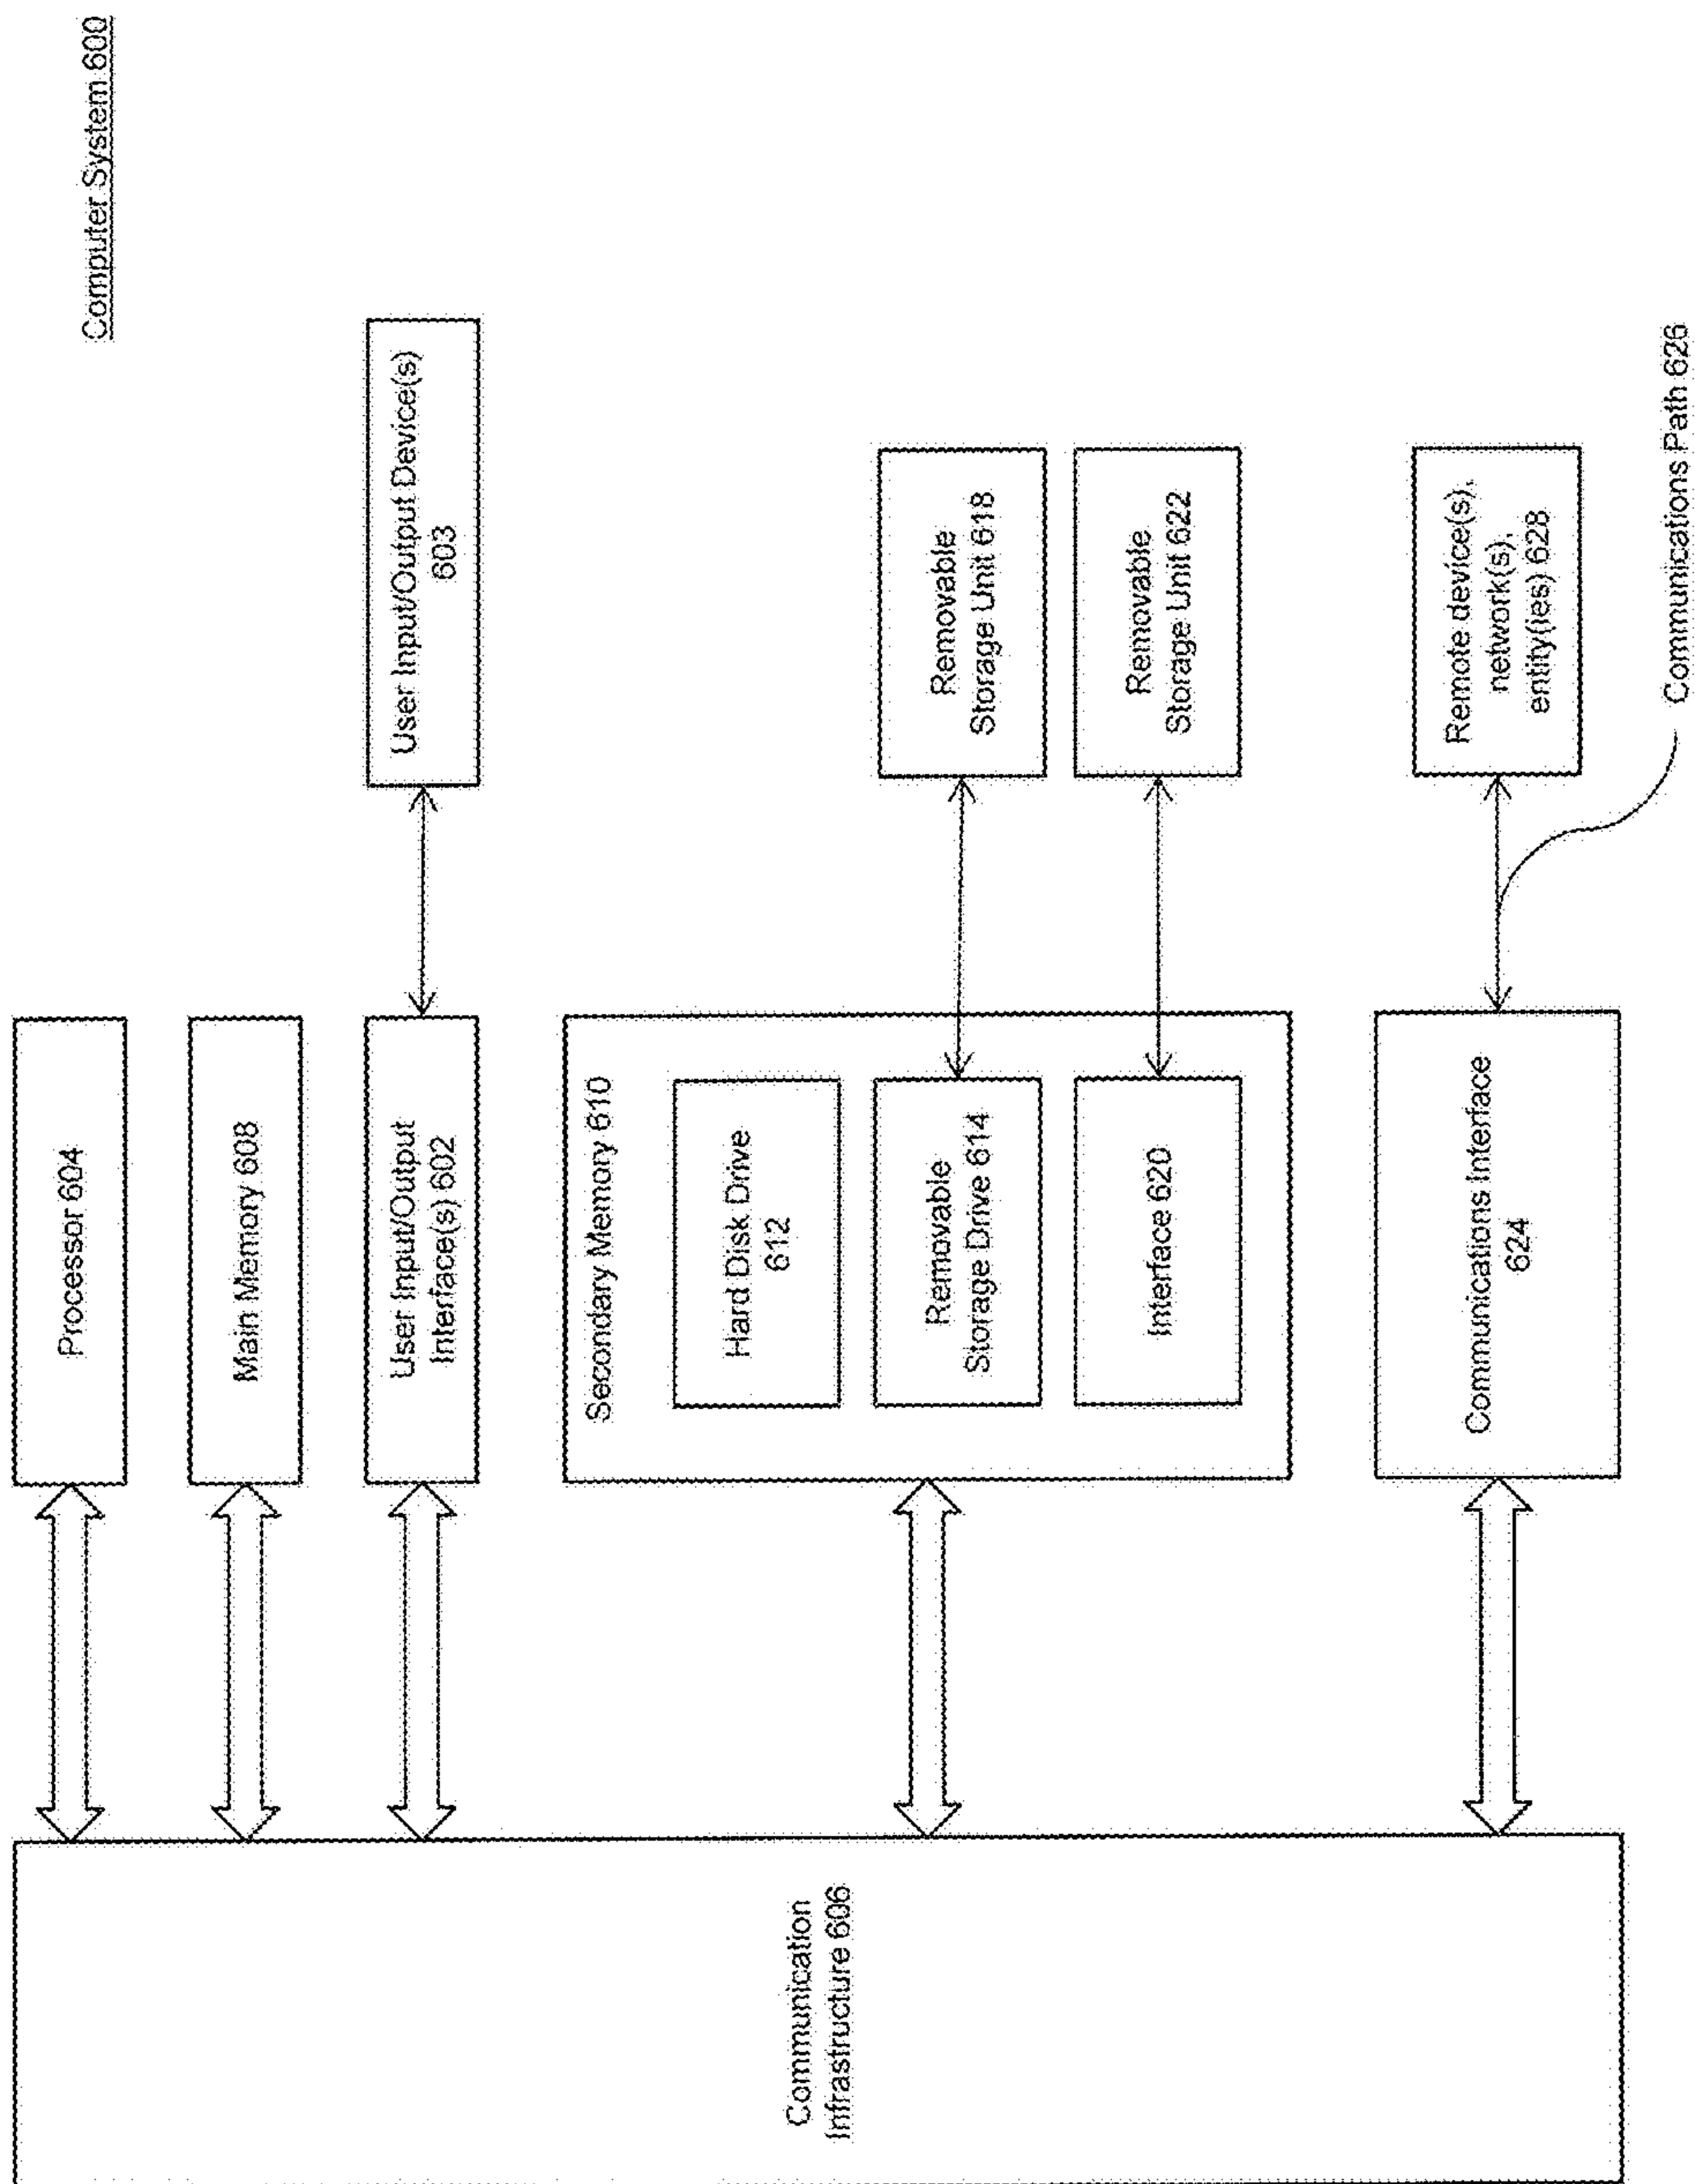 Computer System 600
Processor 604
Main Memory 608
User Input/Output
Interface(s) 602
User Input/Output Device(s)
603
Secondary Memory 610
Hard Disk Drive
612
Removable
Storage Drive 614
Removable
Storage Unit 618
Interface 620
Removable
Storage Unit 622
Communications Interface
624
Remote device(s),
network(s),
entity(ies) 628
Communications Path 626
Communication
Infrastructure 606